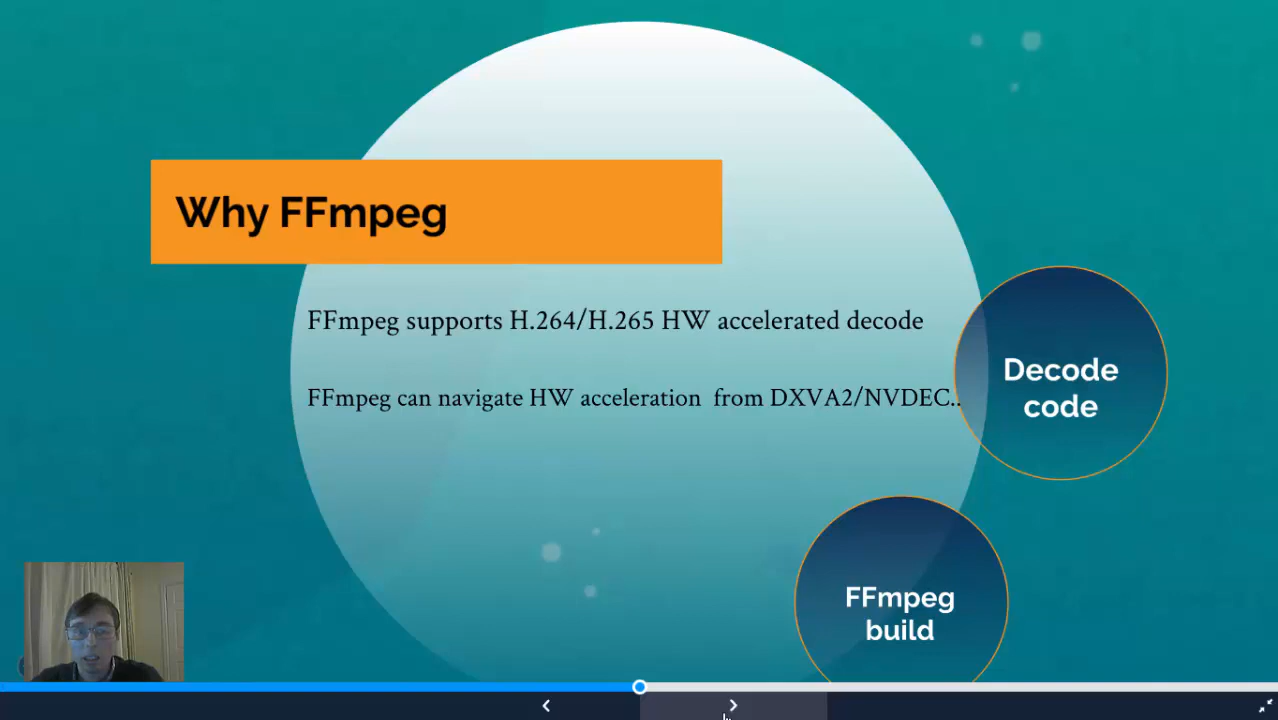 Why FFmpeg
FFmpeg supports H.264/H.265 HW accelerated decode
FFmpeg can navigate HW acceleration from DXVA2/NVDEC..
Decode
code
FFmpeg
build